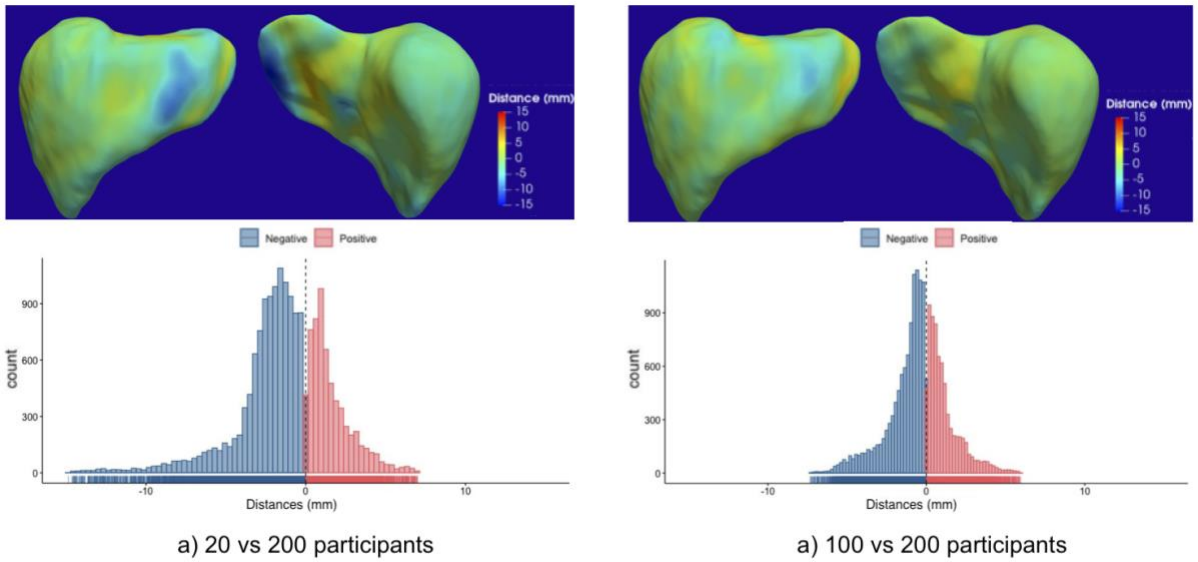 Distance (mm)
15
10
5
0
-5
-10
-15
Distance (mm)
15
10
5
0
-5
-10
-15
Negative Positive
900
600
300
0
count
-10 0 10
Distances (mm)
a) 20 vs 200 participants
Negative Positive
900
600
300
0
count
-10 0 10
Distances (mm)
a) 100 vs 200 participants